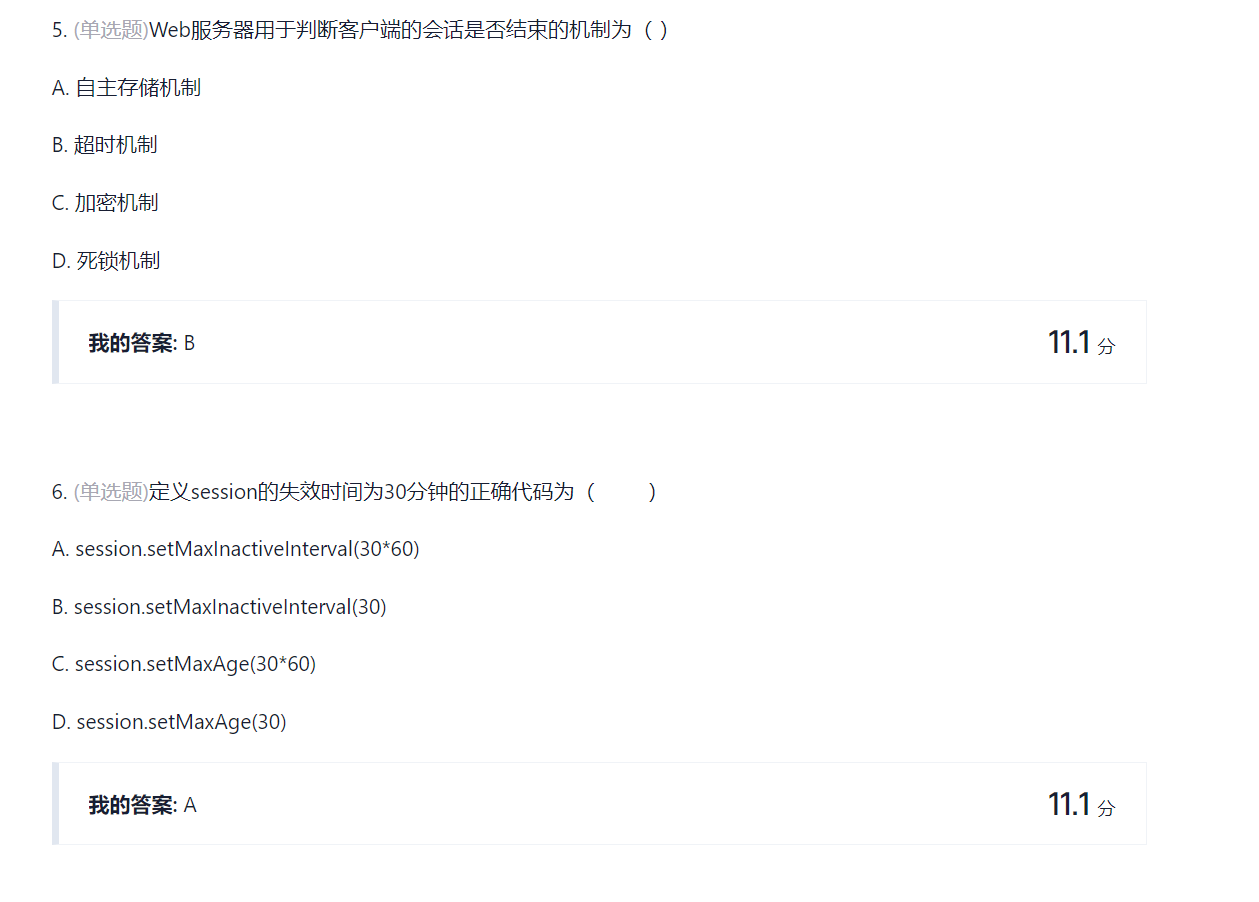 5. (单选题)Web服务器用于判断客户端的会话是否结束的机制为（ ）
A. 自主存储机制
B. 超时机制
C. 加密机制
D. 死锁机制
我的答案: B 11.1 分
6. (单选题)定义session的失效时间为30分钟的正确代码为（ ）
A. session.setMaxInactiveInterval(30*60)
B. session.setMaxInactiveInterval(30)
C. session.setMaxAge(30*60)
D. session.setMaxAge(30)
我的答案: A 11.1 分